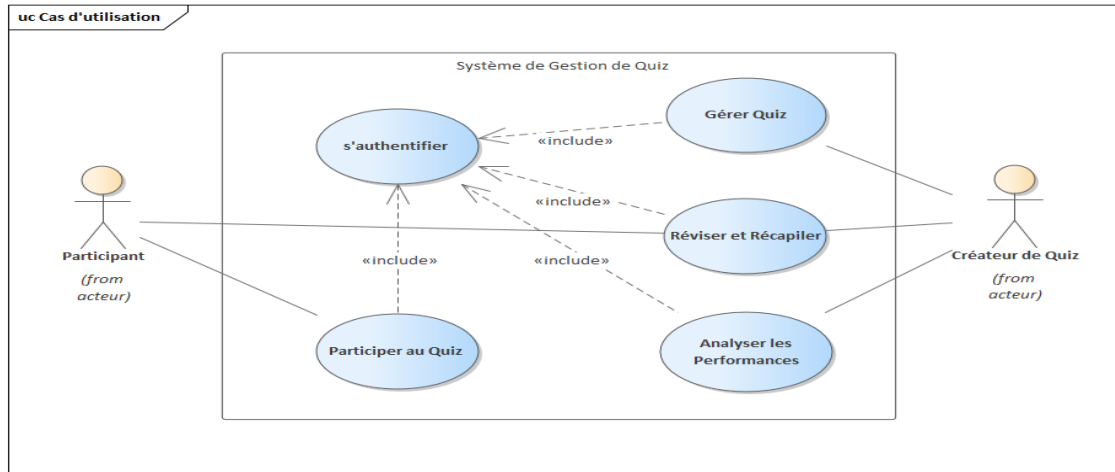 uc Cas d'utilisation
Système de Gestion de Quiz
Gérer Quiz
s'authentifier
«include»
«include»
Réviser et Récapiler
«include»
«include»
Participant
(from
acteur)
Créateur de Quiz
(from
acteur)
Participer au Quiz
Analyser les
Performances